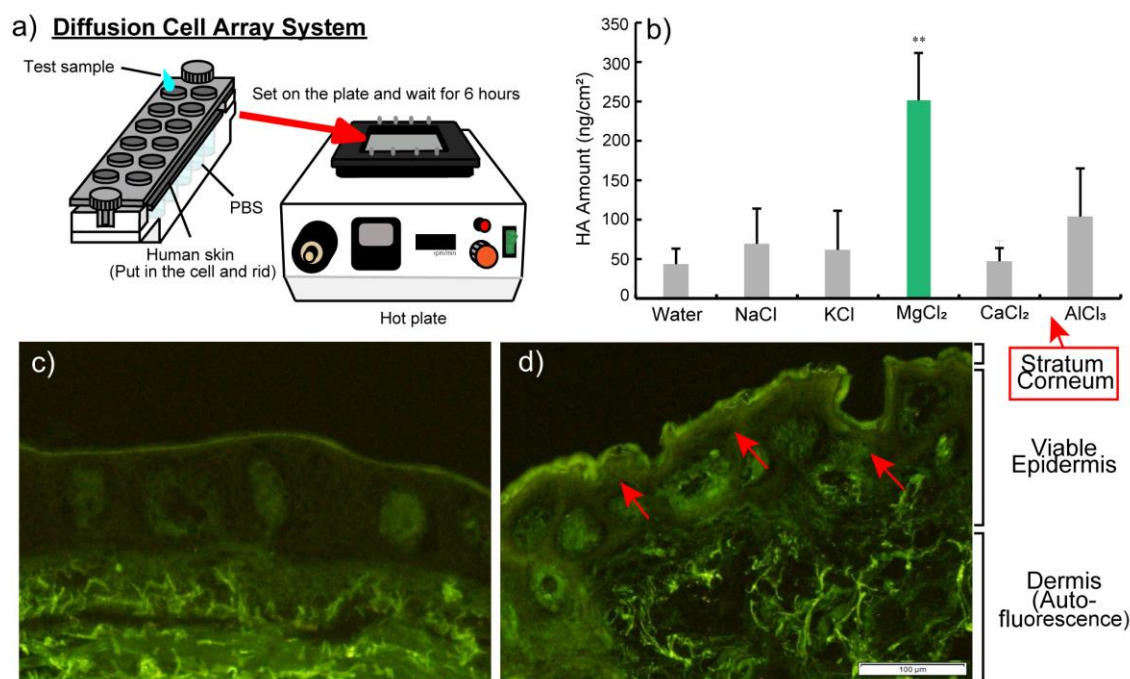 a) Diffusion Cell Array System
Test sample
Set on the plate and wait for 6 hours
PBS
Human skin
(Put in the cell and rid)
rpm/min
Hot plate
b)
HA Amount (ng/cm²)
350
300
250
200
150
100
50
0
**
Water NaCl KCl MgCl₂ CaCl₂ AlCl₃
c)
d)
100 µm
Stratum
Corneum
Viable
Epidermis
Dermis
(Auto-
fluorescence)